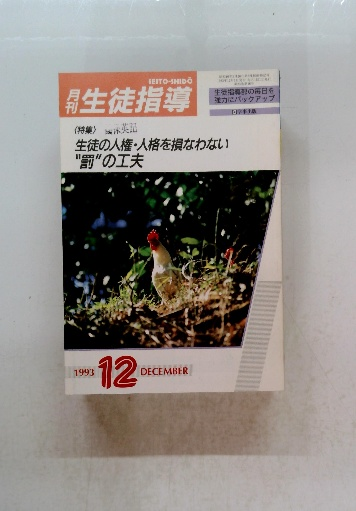 SEITO-SHIDŌ
月刊 生徒指導
生徒指導部の毎日を
強力にバックアップ
〈特集〉
生徒の人権・人格を損なわない
"罰"の工夫
1993 12 DECEMBER